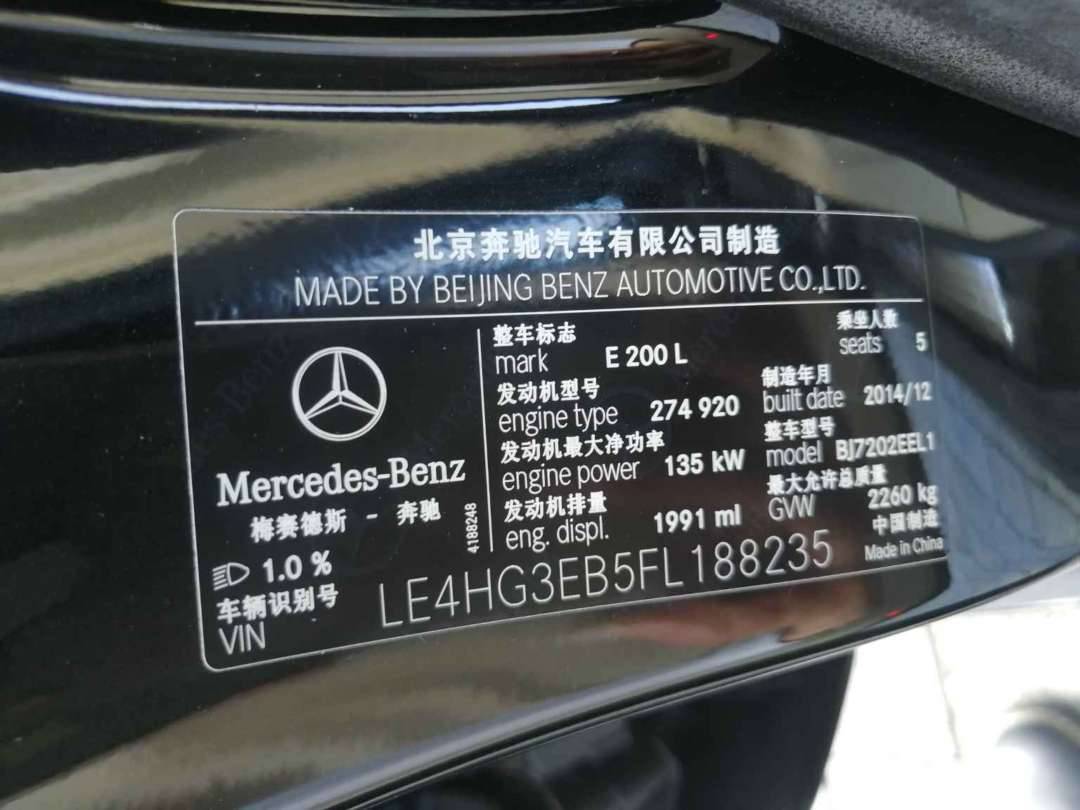 北京奔驰汽车有限公司制造
MADE BY BEIJING BENZ AUTOMOTIVE CO.,LTD.
整车标志
mark E 200 L
乘坐人数
seats 5
发动机型号
engine type 274 920
制造年月
built date 2014/12
发动机最大净功率
engine power 135 kW
整车型号
model BJ7202EEL1
发动机排量
eng. displ. 1991 ml
最大允许总质量
GVW 2260 kg
中国制造
Made in China
Mercedes-Benz
梅赛德斯 - 奔驰
4188248
1.0 %
车辆识别号
VIN LE4HG3EB5FL188235